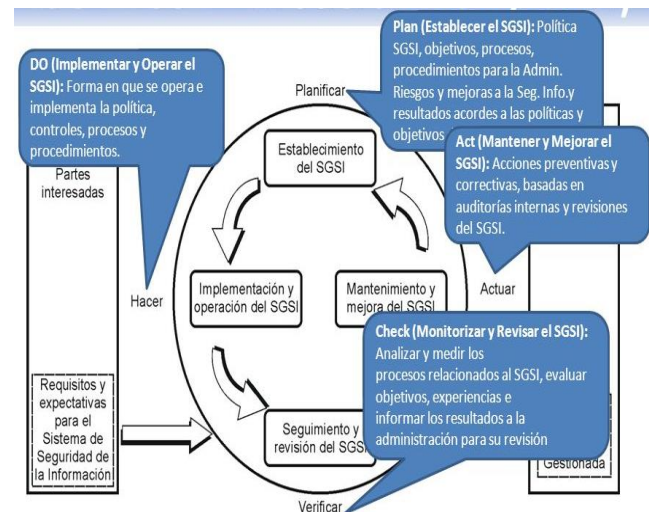 DO (Implementar y Operar el
SGSI): Forma en que se opera e
implementa la política,
controles, procesos y
procedimientos.
Plan (Establecer el SGSI): Política
SGSI, objetivos, procesos,
procedimientos para la Admin.
Riesgos y mejoras a la Seg. Info.y
resultados acordes a las políticas y
objetivos
Act (Mantener y Mejorar el
SGSI): Acciones preventivas y
correctivas, basadas en
auditorías internas y revisiones
del SGSI.
Planificar
Partes
interesadas
Establecimiento
del SGSI
Hacer
Implementación y
operación del SGSI
Mantenimiento y
mejora del SGSI
Actuar
Check (Monitorizar y Revisar el SGSI):
Analizar y medir los
procesos relacionados al SGSI, evaluar
objetivos, experiencias e
informar los resultados a la
administración para su revisión
Requisitos y
expectativas
para el
Sistema de
Seguridad de
la Información
Seguimiento y
revisión del SGSI
Gestionada
Verificar